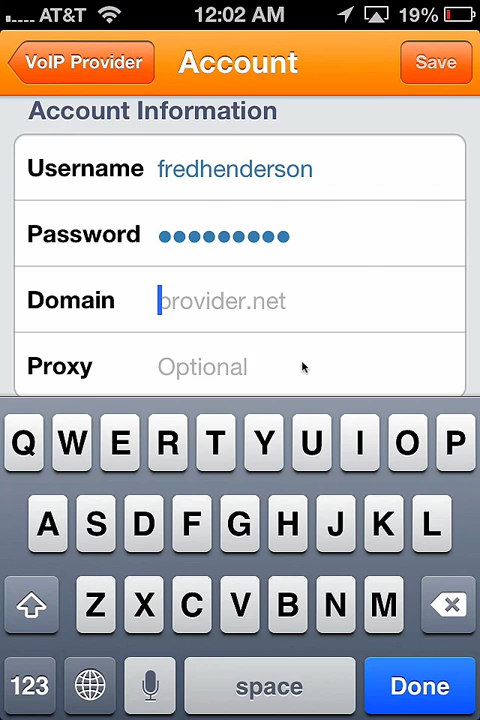 AT&T 12:02 AM 19%
VoIP Provider Account Save
Account Information
Username fredhenderson
Password •••••••••
Domain provider.net
Proxy Optional
Q W E R T Y U I O P
A S D F G H J K L
Z X C V B N M
123 space Done